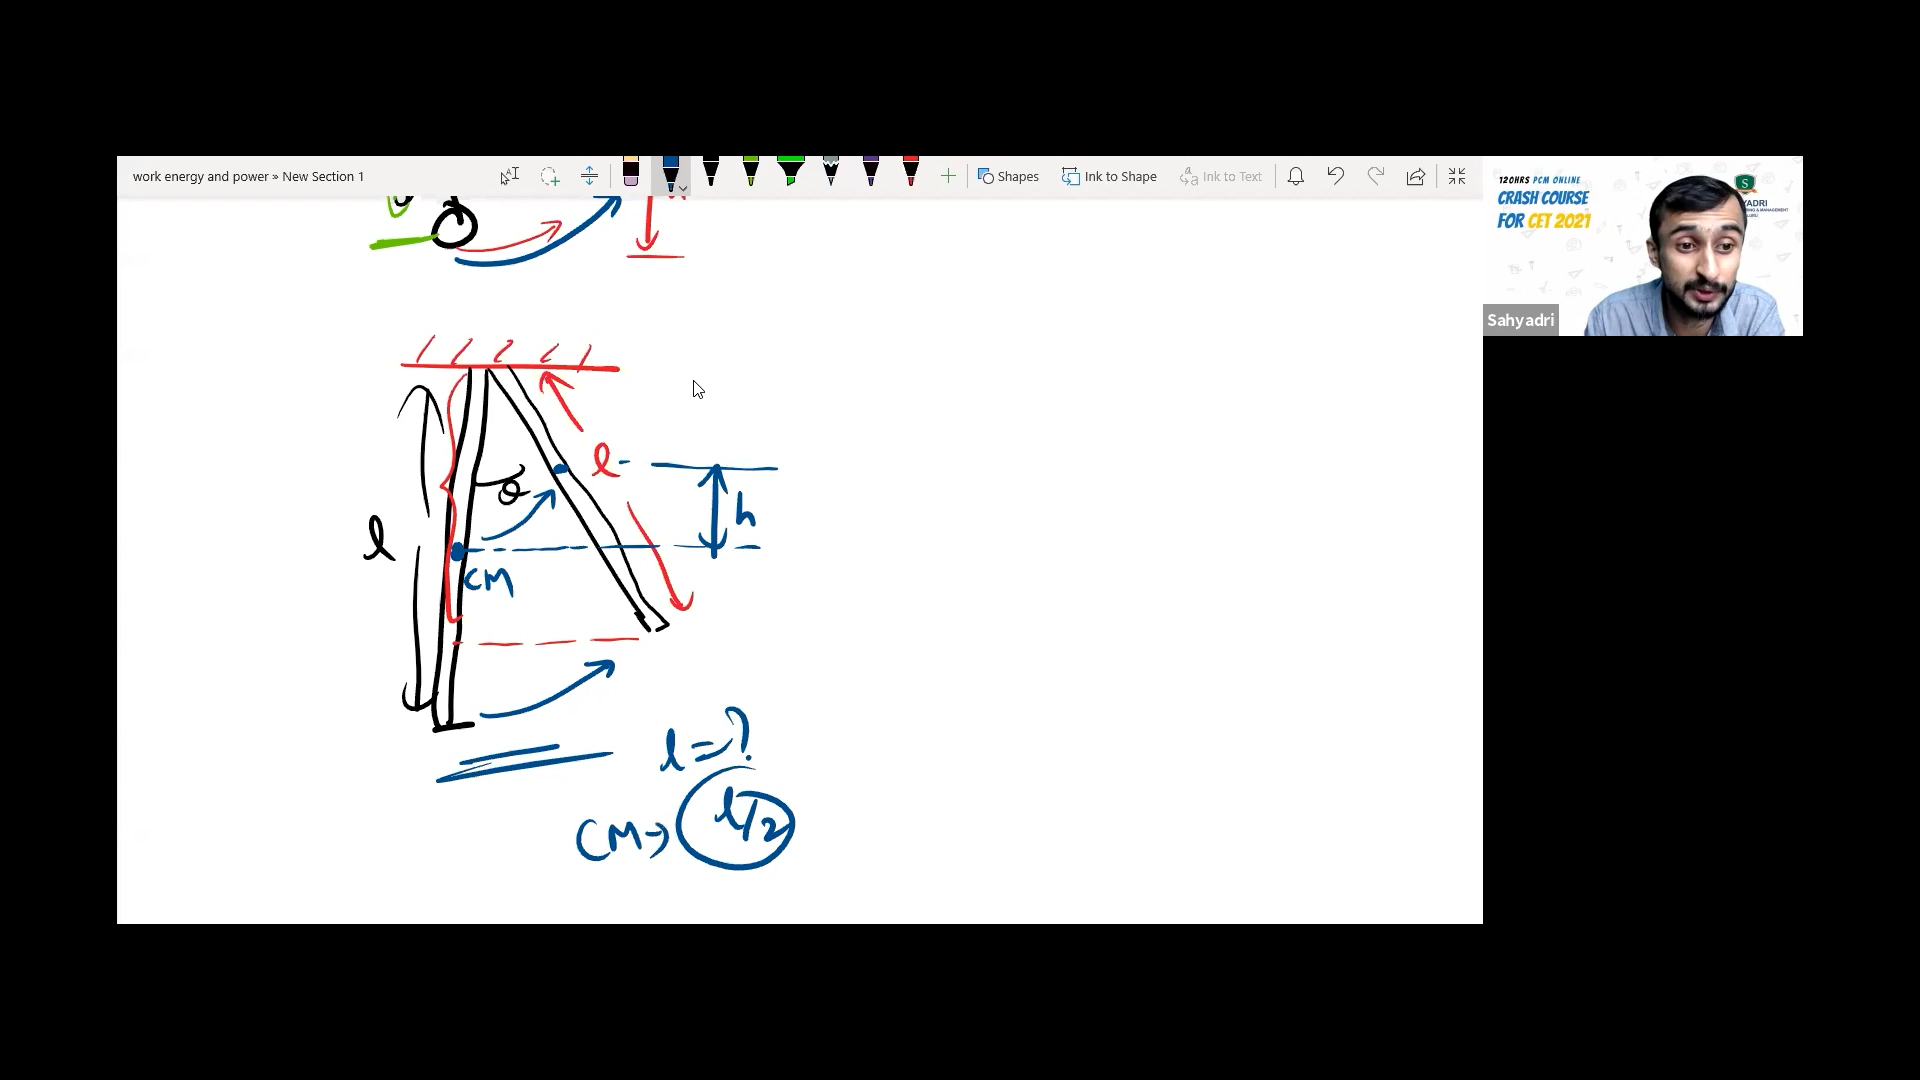 work energy and power » New Section 1
Shapes
Ink to Shape
Ink to Text
120HRS PCM ONLINE
CRASH COURSE
FOR CET 2021
S
YADRI
Sahyadri
l
θ
l
h
CM
l = ?
CM → l/2